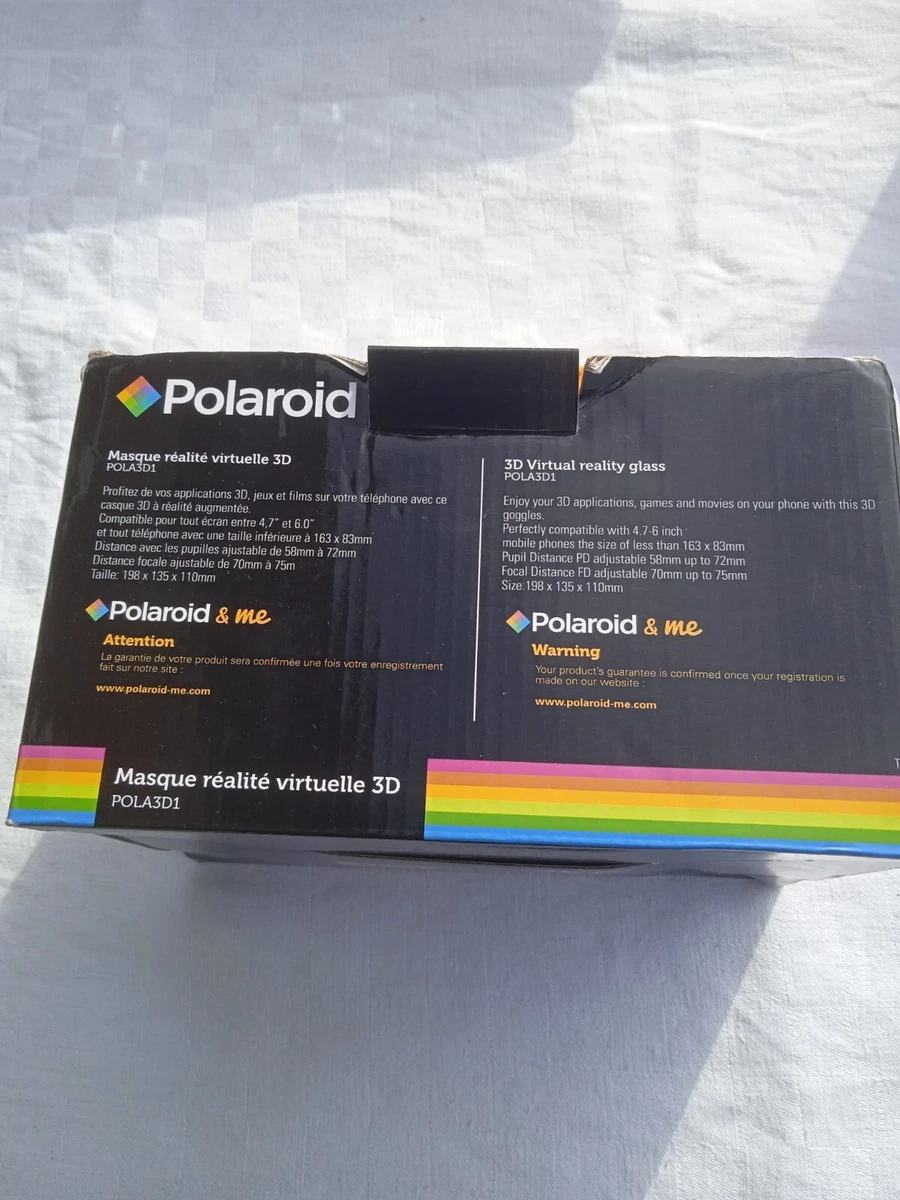 Polaroid
Masque réalité virtuelle 3D
POLA3D1
Profitez de vos applications 3D, jeux et films sur votre téléphone avec ce
casque 3D à réalité augmentée.
Compatible pour tout écran entre 4,7" et 6.0"
et tout téléphone avec une taille inférieure à 163 x 83mm
Distance avec les pupilles ajustable de 58mm à 72mm
Distance focale ajustable de 70mm à 75m
Taille: 198 x 135 x 110mm
Polaroid & me
Attention
La garantie de votre produit sera confirmée une fois votre enregistrement
fait sur notre site :
www.polaroid-me.com
3D Virtual reality glass
POLA3D1
Enjoy your 3D applications, games and movies on your phone with this 3D
goggles.
Perfectly compatible with 4.7-6 inch
mobile phones the size of less than 163 x 83mm
Pupil Distance PD adjustable 58mm up to 72mm
Focal Distance FD adjustable 70mm up to 75mm
Size:198 x 135 x 110mm
Polaroid & me
Warning
Your product's guarantee is confirmed once your registration is
made on our website :
www.polaroid-me.com
Masque réalité virtuelle 3D
POLA3D1